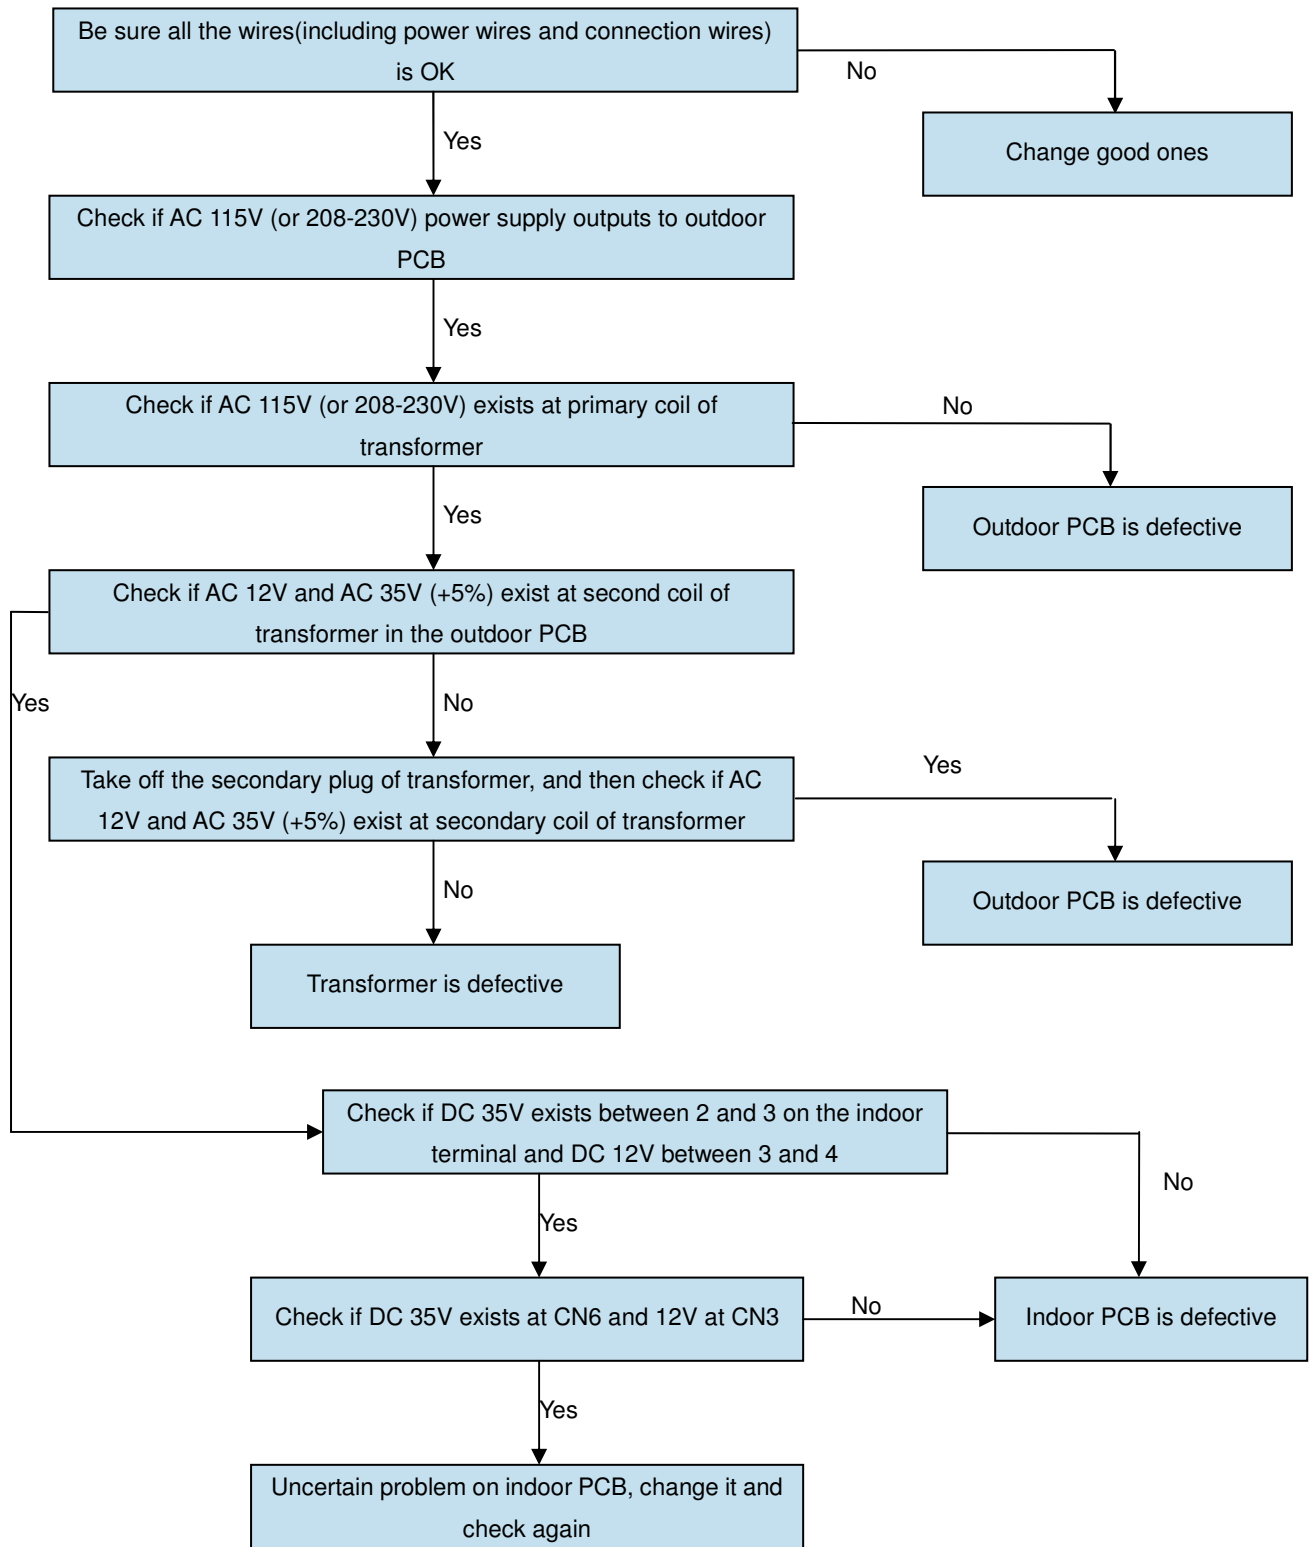 Be sure all the wires(including power wires and connection wires)
is OK
No
Yes
Change good ones
Check if AC 115V (or 208-230V) power supply outputs to outdoor
PCB
Yes
Check if AC 115V (or 208-230V) exists at primary coil of
transformer
No
Yes
Outdoor PCB is defective
Check if AC 12V and AC 35V (+5%) exist at second coil of
transformer in the outdoor PCB
Yes
No
Take off the secondary plug of transformer, and then check if AC
12V and AC 35V (+5%) exist at secondary coil of transformer
Yes
No
Outdoor PCB is defective
Transformer is defective
Check if DC 35V exists between 2 and 3 on the indoor
terminal and DC 12V between 3 and 4
No
Yes
Check if DC 35V exists at CN6 and 12V at CN3
No
Indoor PCB is defective
Yes
Uncertain problem on indoor PCB, change it and
check again